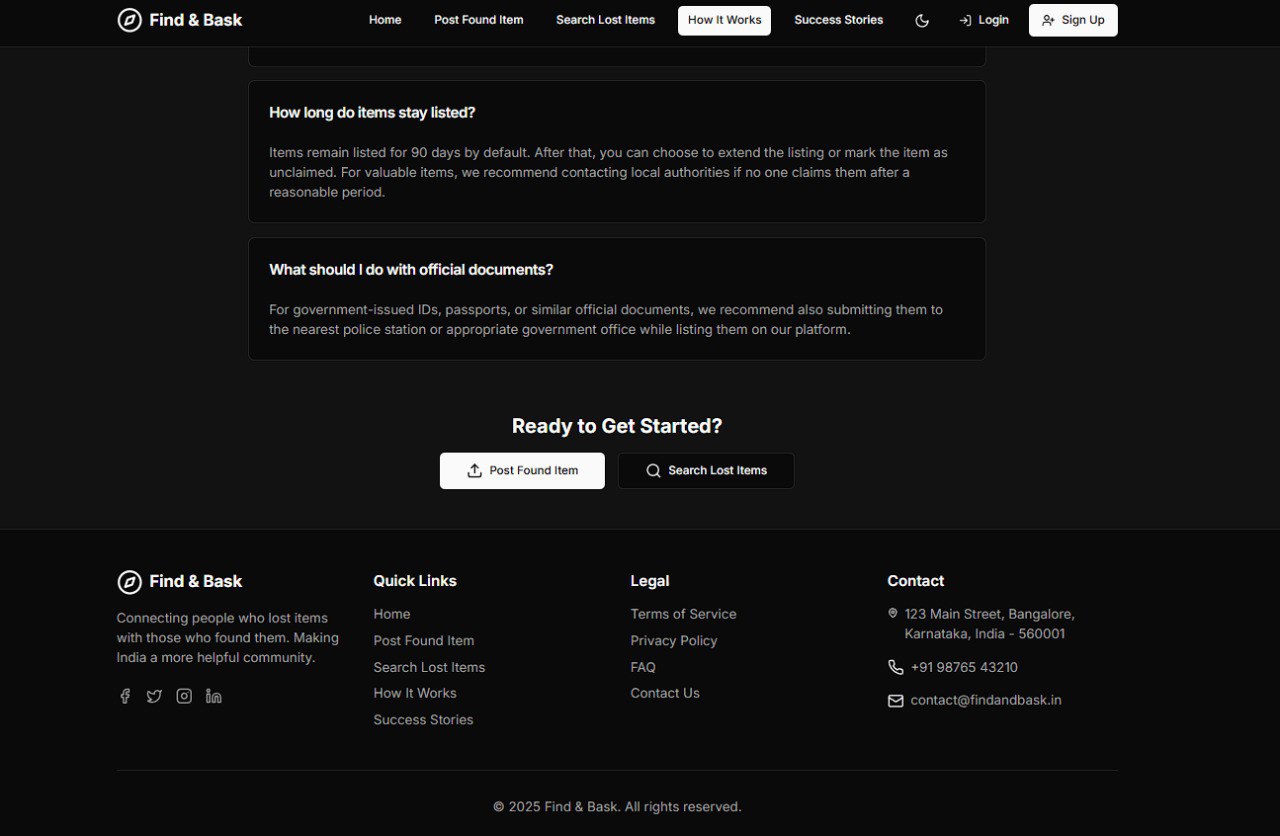 Find & Bask
Home
Post Found Item
Search Lost Items
How It Works
Success Stories
Login
Sign Up
How long do items stay listed?
Items remain listed for 90 days by default. After that, you can choose to extend the listing or mark the item as
unclaimed. For valuable items, we recommend contacting local authorities if no one claims them after a
reasonable period.
What should I do with official documents?
For government-issued IDs, passports, or similar official documents, we recommend also submitting them to
the nearest police station or appropriate government office while listing them on our platform.
Ready to Get Started?
Post Found Item
Search Lost Items
Find & Bask
Connecting people who lost items
with those who found them. Making
India a more helpful community.
Quick Links
Home
Post Found Item
Search Lost Items
How It Works
Success Stories
Legal
Terms of Service
Privacy Policy
FAQ
Contact Us
Contact
123 Main Street, Bangalore,
Karnataka, India - 560001
+91 98765 43210
contact@findandbask.in
© 2025 Find & Bask. All rights reserved.